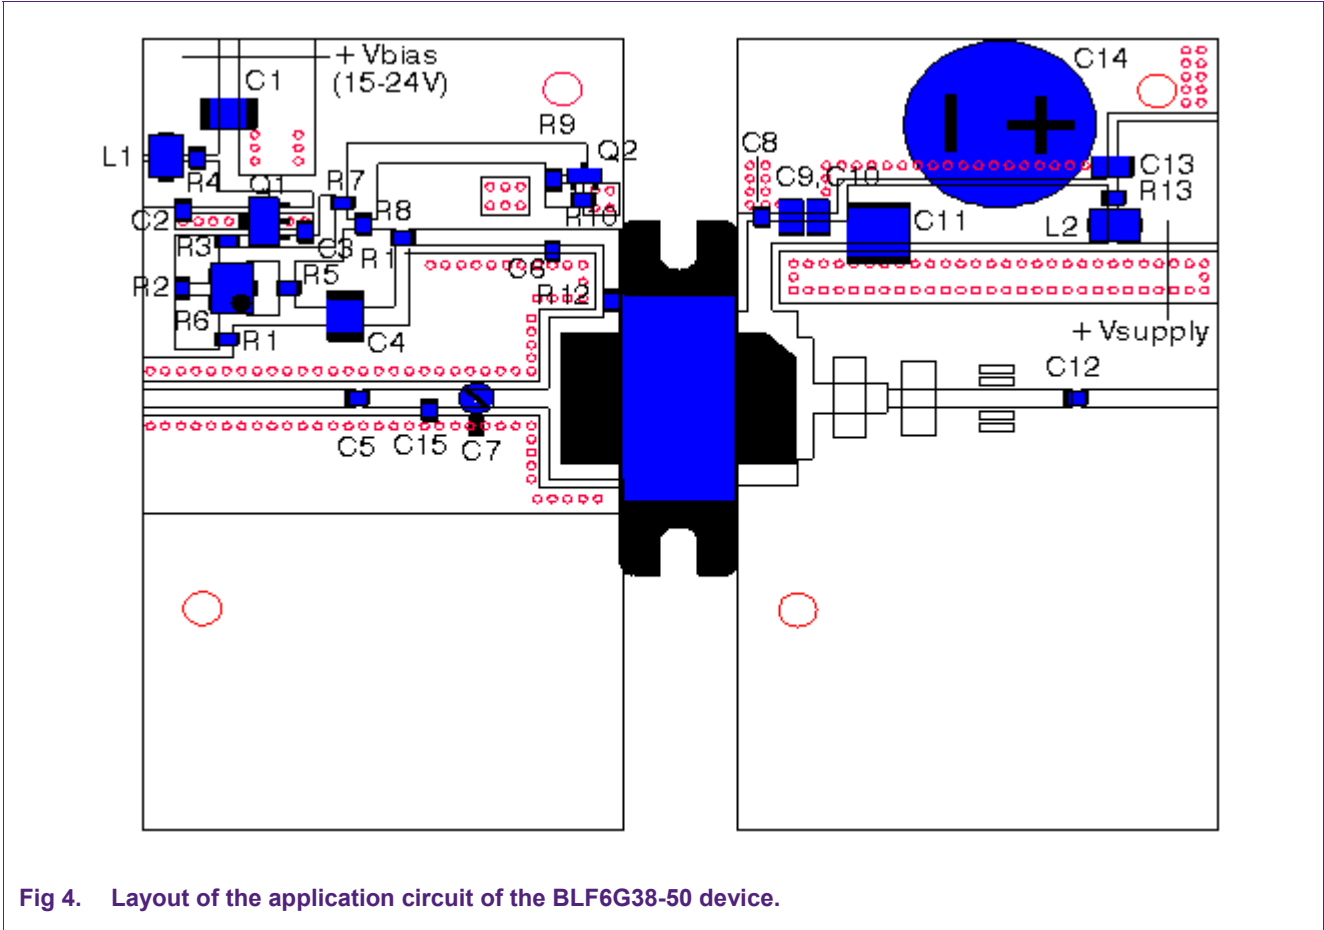 + Vbias
(15-24V)
C1
C14
R9
L1
R4
Q1
R7
Q2
C8
C9, C10
C13
R13
C2
R8
R10
C11
L2
R3
C3
R1
C6
R2
R5
R12
R6
R1
C4
+ Vsupply
C12
C5
C15
C7
Fig 4. Layout of the application circuit of the BLF6G38-50 device.